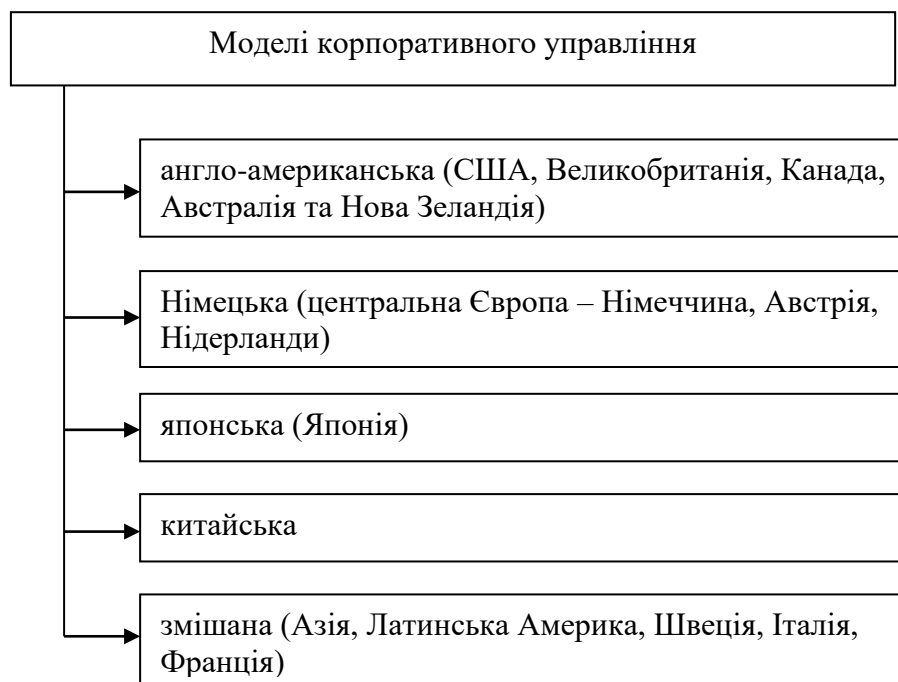 Моделі корпоративного управління
англо-американська (США, Великобританія, Канада,
Австралія та Нова Зеландія)
Німецька (центральна Європа – Німеччина, Австрія,
Нідерланди)
японська (Японія)
китайська
змішана (Азія, Латинська Америка, Швеція, Італія,
Франція)